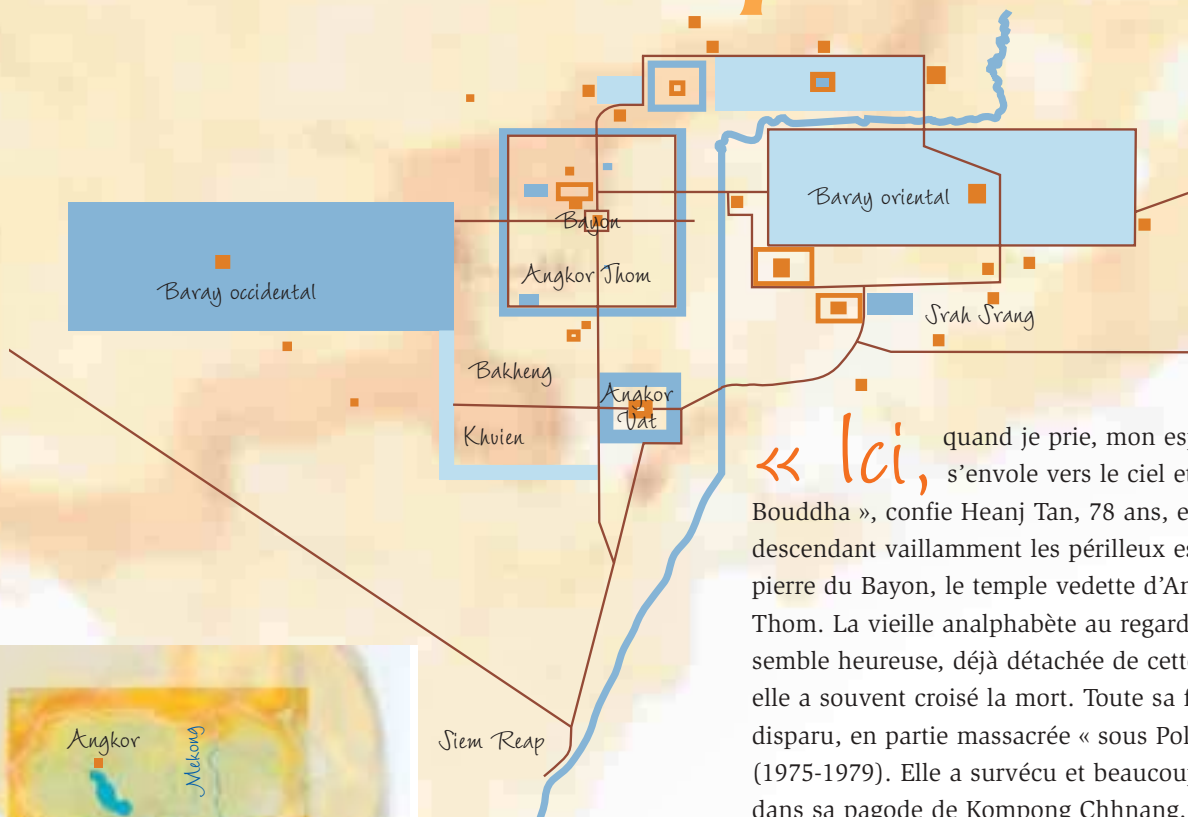 Baray oriental
Bayon
Angkor Thom
Baray occidental
Srah Srang
Bakheng
Angkor
Vat
Khvien
Siem Reap
Angkor
Mekong
« Ici, quand je prie, mon
s’envole vers le ciel
Bouddha », confie Heanj Tan, 78 ans,
descendant vaillamment les périlleux
pierre du Bayon, le temple vedette
Thom. La vieille analphabète au regard
semble heureuse, déjà détachée de
elle a souvent croisé la mort. Toute sa
disparu, en partie massacrée « sous Pol
(1975-1979). Elle a survécu et
dans sa pagode de Kompong Chhnang,